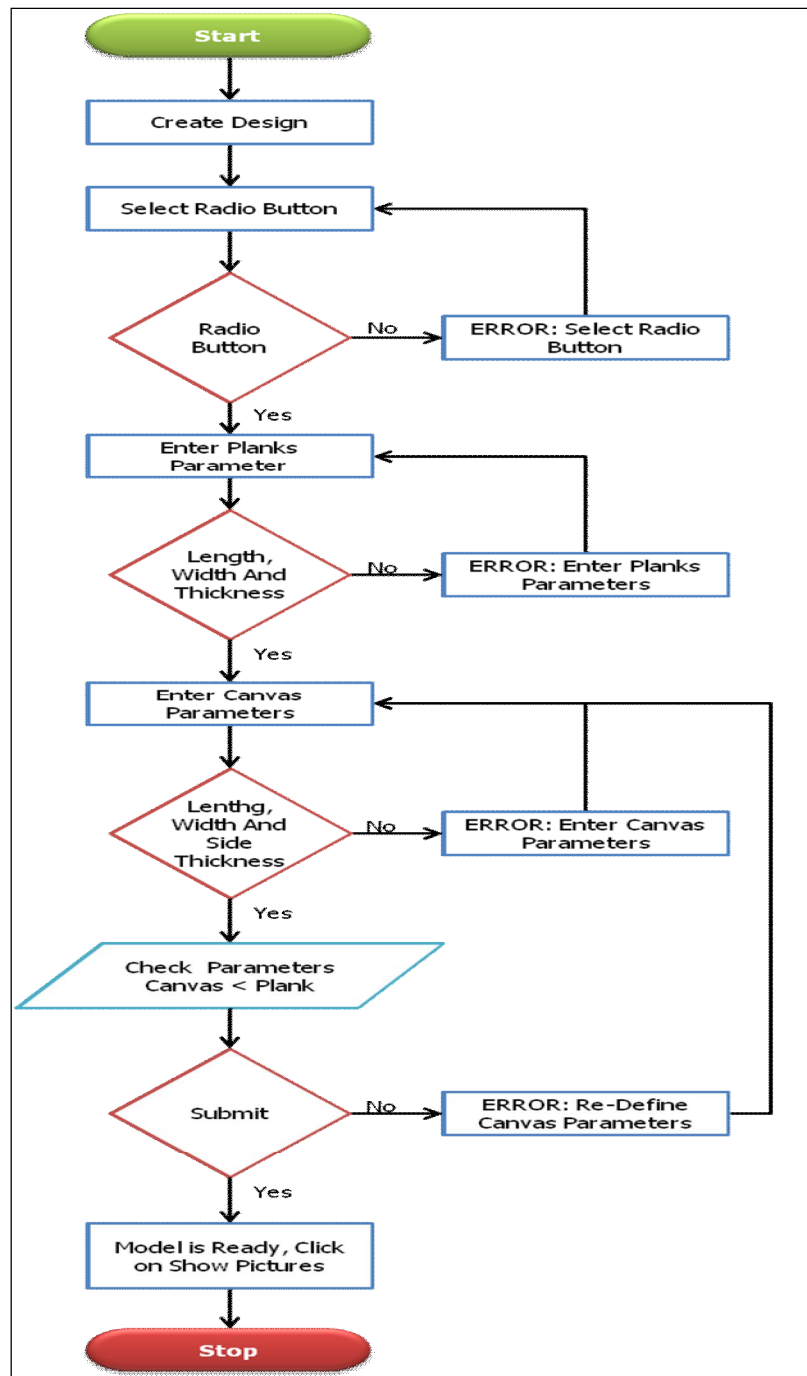 Start
Create Design
Select Radio Button
Radio
Button
No
ERROR: Select Radio
Button
Yes
Enter Planks
Parameter
Length,
Width And
Thickness
No
ERROR: Enter Planks
Parameters
Yes
Enter Canvas
Parameters
Lenthg,
Width And
Side
Thickness
No
ERROR: Enter Canvas
Parameters
Yes
Check Parameters
Canvas < Plank
Submit
No
ERROR: Re-Define
Canvas Parameters
Yes
Model is Ready, Click
on Show Pictures
Stop